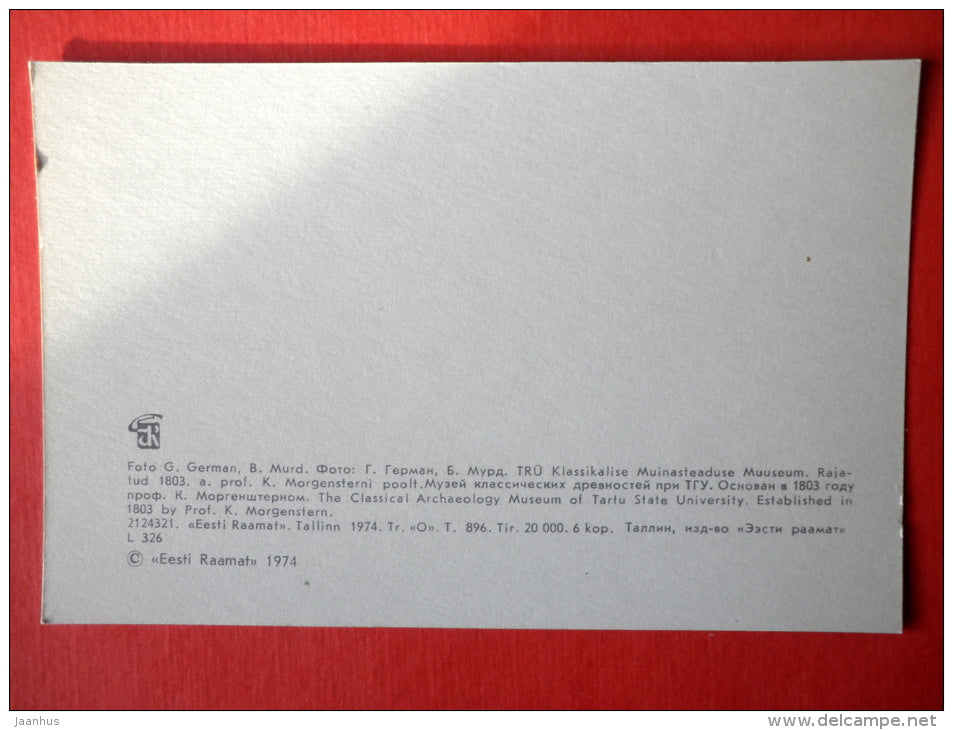 Foto G. German, B. Murd. Фото: Г. Герман, Б. Мурд. TRÜ Klassikalise Muinasteaduse Muuseum. Raja-
tud 1803. a. prof. K. Morgensterni poolt.Музей классических древностей при ТГУ. Основан в 1803 году
проф. К. Моргенштерном. The Classical Archaeology Museum of Tartu State University. Established in
1803 by Prof. K. Morgenstern.
2124321. «Eesti Raamat». Tallinn 1974. Tr. «O». T. 896. Tir. 20 000. 6 kop. Таллин, изд-во «Ээсти раамат»
L 326
© «Eesti Raamat» 1974
Jaanhus
www.delcampe.net